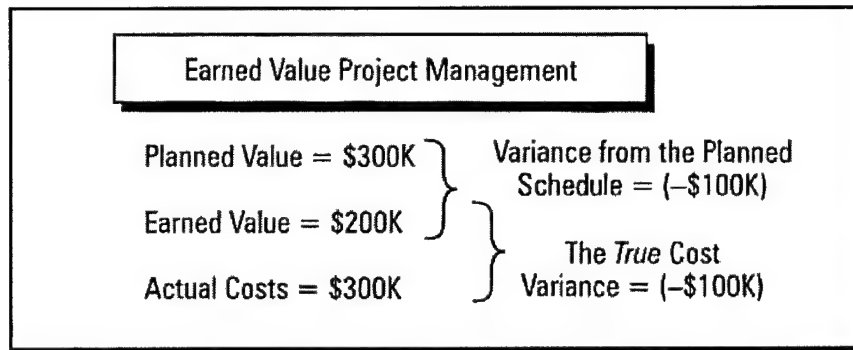 Earned Value Project Management
Planned Value = $300K
Earned Value = $200K
Actual Costs = $300K
Variance from the Planned
Schedule = (–$100K)
The True Cost
Variance = (–$100K)